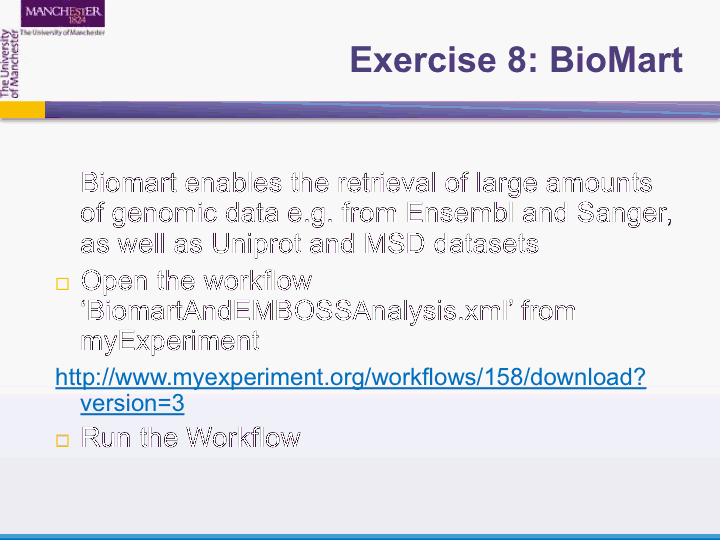 MANCHESTER
1824
The University of Manchester
The University
of Manchester
Exercise 8: BioMart
Biomart enables the retrieval of large amounts
of genomic data e.g. from Ensembl and Sanger,
as well as Uniprot and MSD datasets
Open the workflow
‘BiomartAndEMBOSSAnalysis.xml’ from
myExperiment
http://www.myexperiment.org/workflows/158/download?
version=3
Run the Workflow